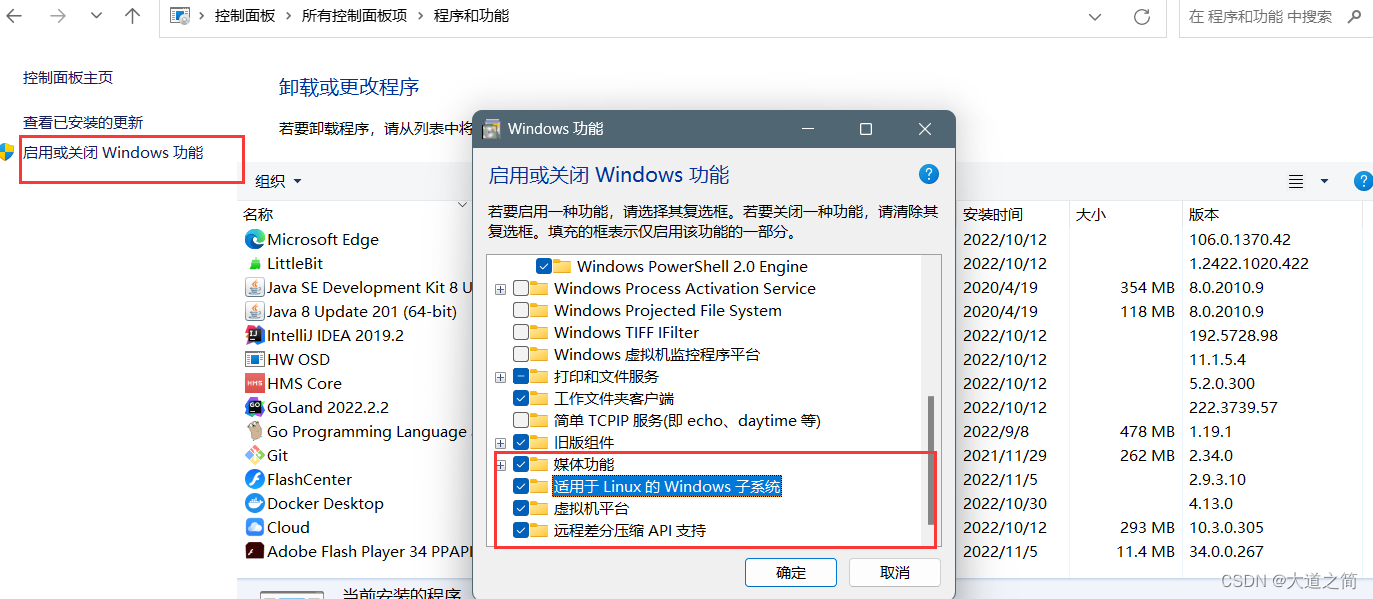 控制面板 › 所有控制面板项 › 程序和功能
在 程序和功能 中搜索
控制面板主页
查看已安装的更新
启用或关闭 Windows 功能
卸载或更改程序
若要卸载程序，请从列表中将
组织
名称 安装时间 大小 版本
Microsoft Edge 2022/10/12 106.0.1370.42
LittleBit 2022/10/12 1.2422.1020.422
Java SE Development Kit 8 U 2020/4/19 354 MB 8.0.2010.9
Java 8 Update 201 (64-bit) 2020/4/19 118 MB 8.0.2010.9
IntelliJ IDEA 2019.2 2022/10/12 192.5728.98
HW OSD 2022/10/12 11.1.5.4
HMS Core 2022/10/12 5.2.0.300
GoLand 2022.2.2 2022/10/12 222.3739.57
Go Programming Language 2022/9/8 478 MB 1.19.1
Git 2021/11/29 262 MB 2.34.0
FlashCenter 2022/11/5 2.9.3.10
Docker Desktop 2022/10/30 4.13.0
Cloud 2022/10/12 293 MB 10.3.0.305
Adobe Flash Player 34 PPAPI 2022/11/5 11.4 MB 34.0.0.267
当前安装的程序
Windows 功能
启用或关闭 Windows 功能
若要启用一种功能，请选择其复选框。若要关闭一种功能，请清除其
复选框。填充的框表示仅启用该功能的一部分。
Windows PowerShell 2.0 Engine
Windows Process Activation Service
Windows Projected File System
Windows TIFF IFilter
Windows 虚拟机监控程序平台
打印和文件服务
工作文件夹客户端
简单 TCPIP 服务(即 echo、daytime 等)
旧版组件
媒体功能
适用于 Linux 的 Windows 子系统
虚拟机平台
远程差分压缩 API 支持
确定
取消
CSDN @大道之简